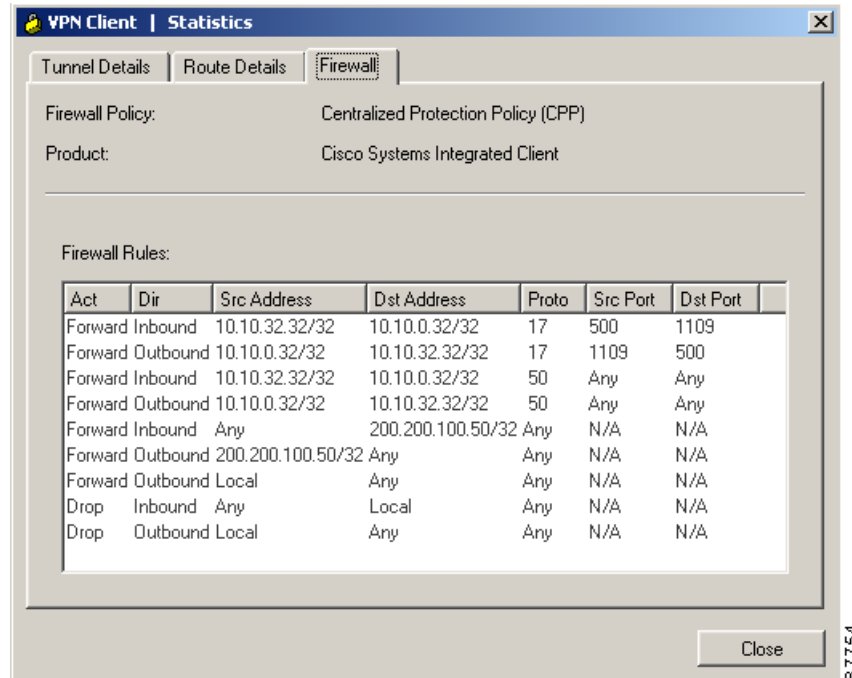 VPN Client | Statistics
Tunnel Details Route Details Firewall
Firewall Policy: Centralized Protection Policy (CPP)
Product: Cisco Systems Integrated Client
Firewall Rules:
Act Dir Src Address Dst Address Proto Src Port Dst Port
Forward Inbound 10.10.32.32/32 10.10.0.32/32 17 500 1109
Forward Outbound 10.10.0.32/32 10.10.32.32/32 17 1109 500
Forward Inbound 10.10.32.32/32 10.10.0.32/32 50 Any Any
Forward Outbound 10.10.0.32/32 10.10.32.32/32 50 Any Any
Forward Inbound Any 200.200.100.50/32 Any N/A N/A
Forward Outbound 200.200.100.50/32 Any Any N/A N/A
Forward Outbound Local Any Any N/A N/A
Drop Inbound Any Local Any N/A N/A
Drop Outbound Local Any Any N/A N/A
Close